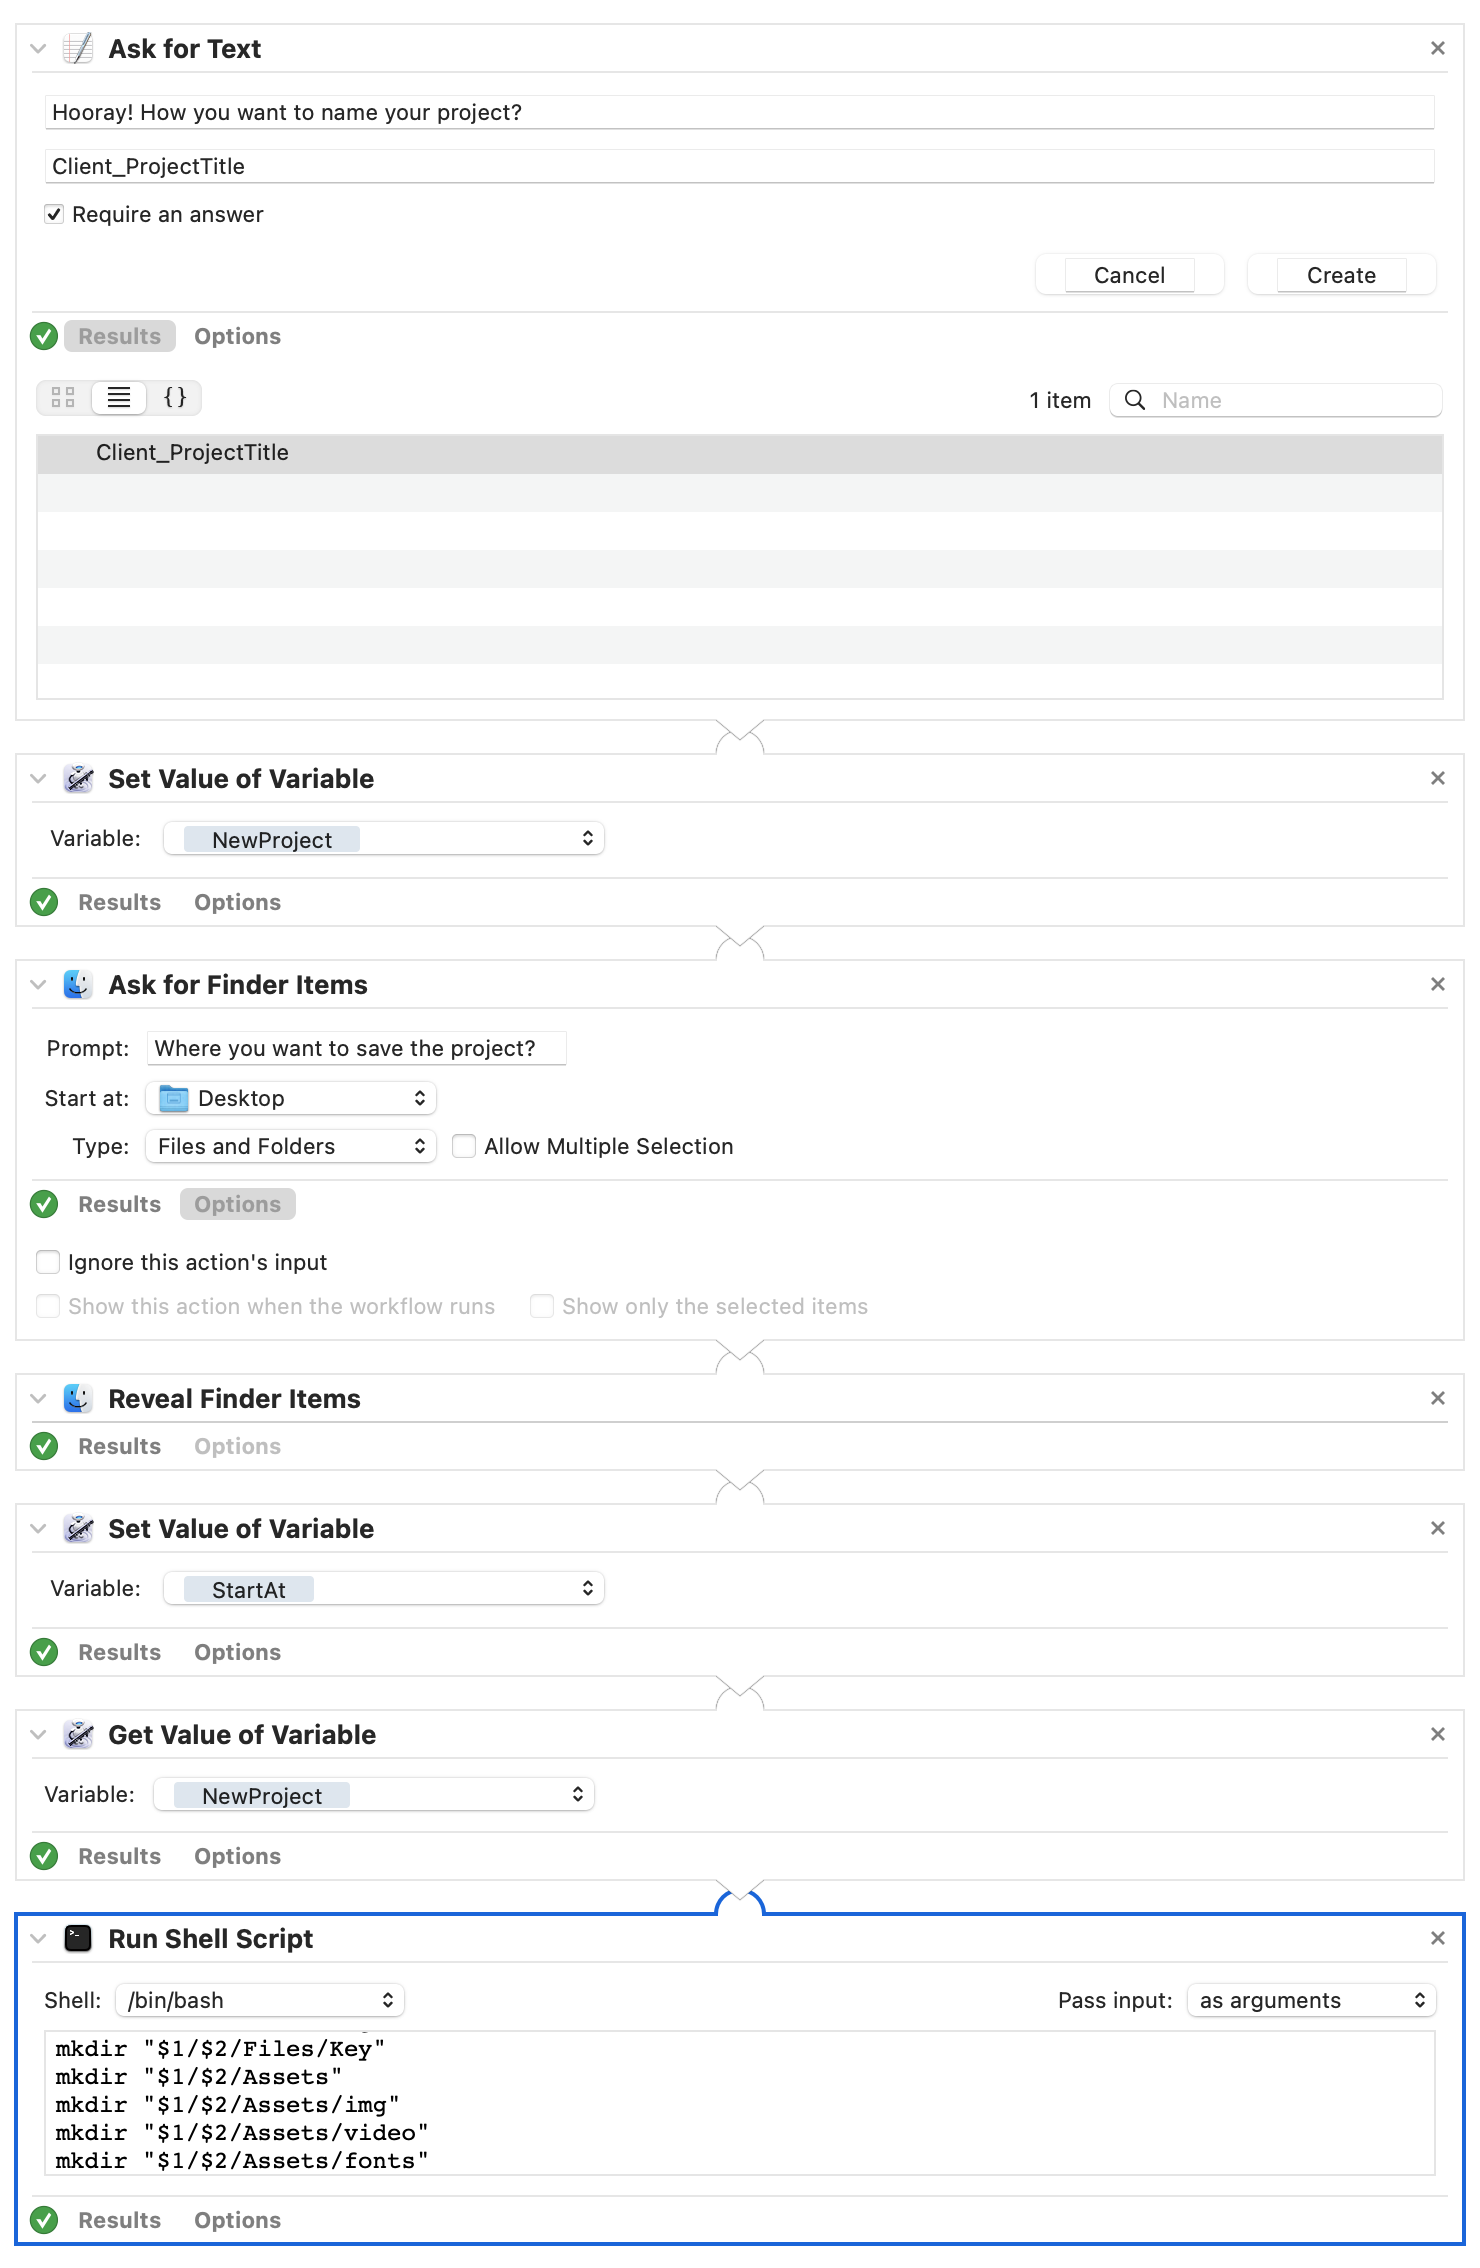 Ask for Text
Hooray! How you want to name your project?
Client_ProjectTitle
Require an answer
Cancel Create
Results Options
{} 1 item Name
Client_ProjectTitle
Set Value of Variable
Variable: NewProject
Results Options
Ask for Finder Items
Prompt: Where you want to save the project?
Start at: Desktop
Type: Files and Folders Allow Multiple Selection
Results Options
Ignore this action's input
Show this action when the workflow runs Show only the selected items
Reveal Finder Items
Results Options
Set Value of Variable
Variable: StartAt
Results Options
Get Value of Variable
Variable: NewProject
Results Options
Run Shell Script
Shell: /bin/bash Pass input: as arguments
mkdir "$1/$2/Files/Key"
mkdir "$1/$2/Assets"
mkdir "$1/$2/Assets/img"
mkdir "$1/$2/Assets/video"
mkdir "$1/$2/Assets/fonts"
Results Options